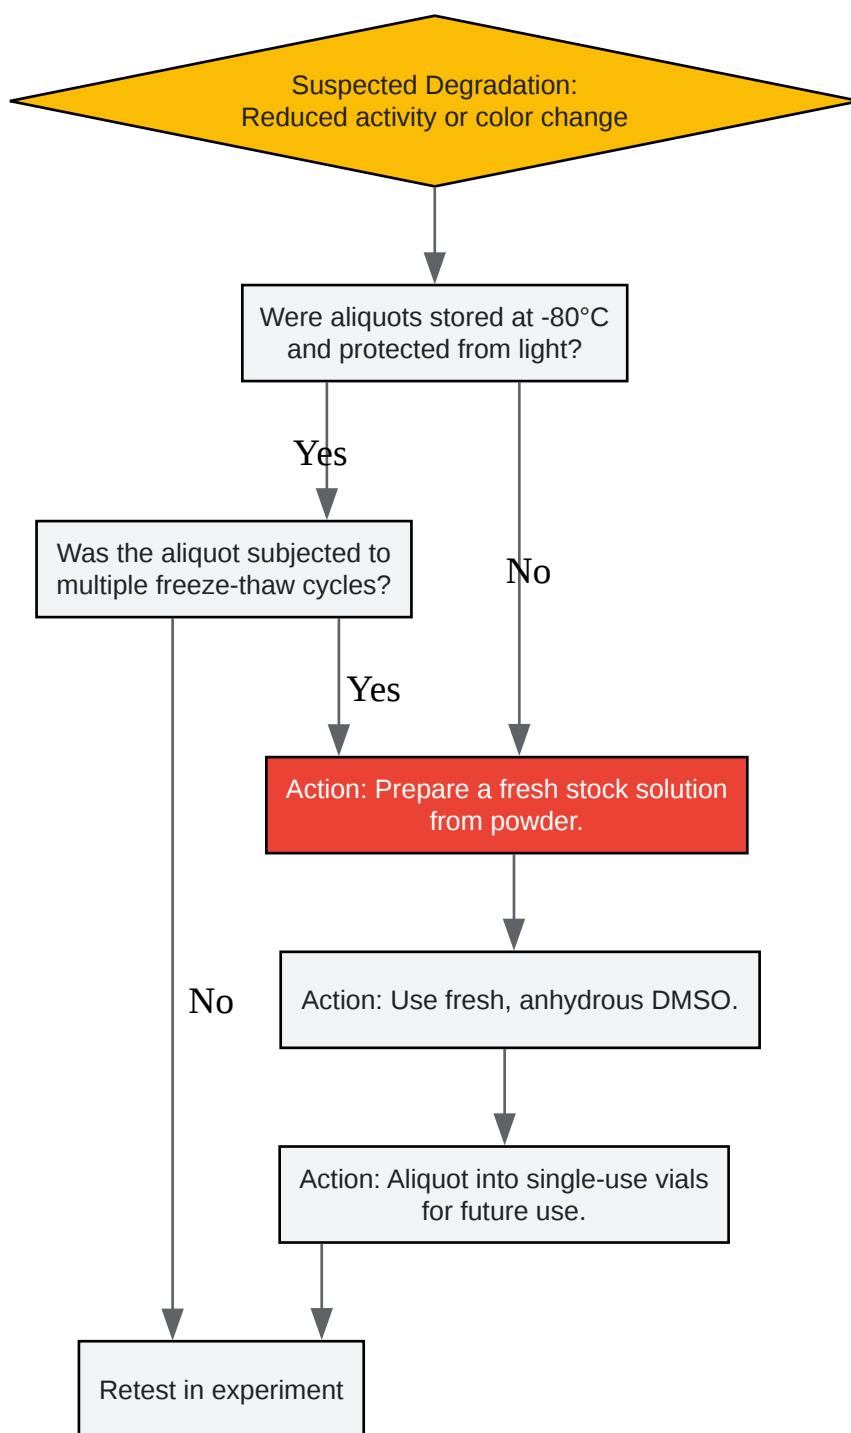 Suspected Degradation:
Reduced activity or color change
Were aliquots stored at -80°C
and protected from light?
Yes
Was the aliquot subjected to
multiple freeze-thaw cycles?
No
Yes
Action: Prepare a fresh stock solution
from powder.
Action: Use fresh, anhydrous DMSO.
No
Action: Aliquot into single-use vials
for future use.
Retest in experiment